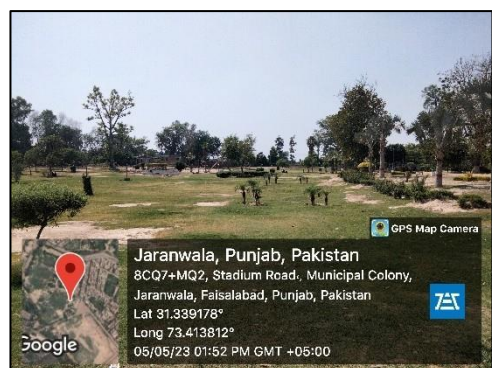 GPS Map Camera
Jaranwala, Punjab, Pakistan
8CQ7+MQ2, Stadium Road, Municipal Colony,
Jaranwala, Faisalabad, Punjab, Pakistan
Lat 31.339178°
Long 73.413812°
05/05/23 01:52 PM GMT +05:00
Google